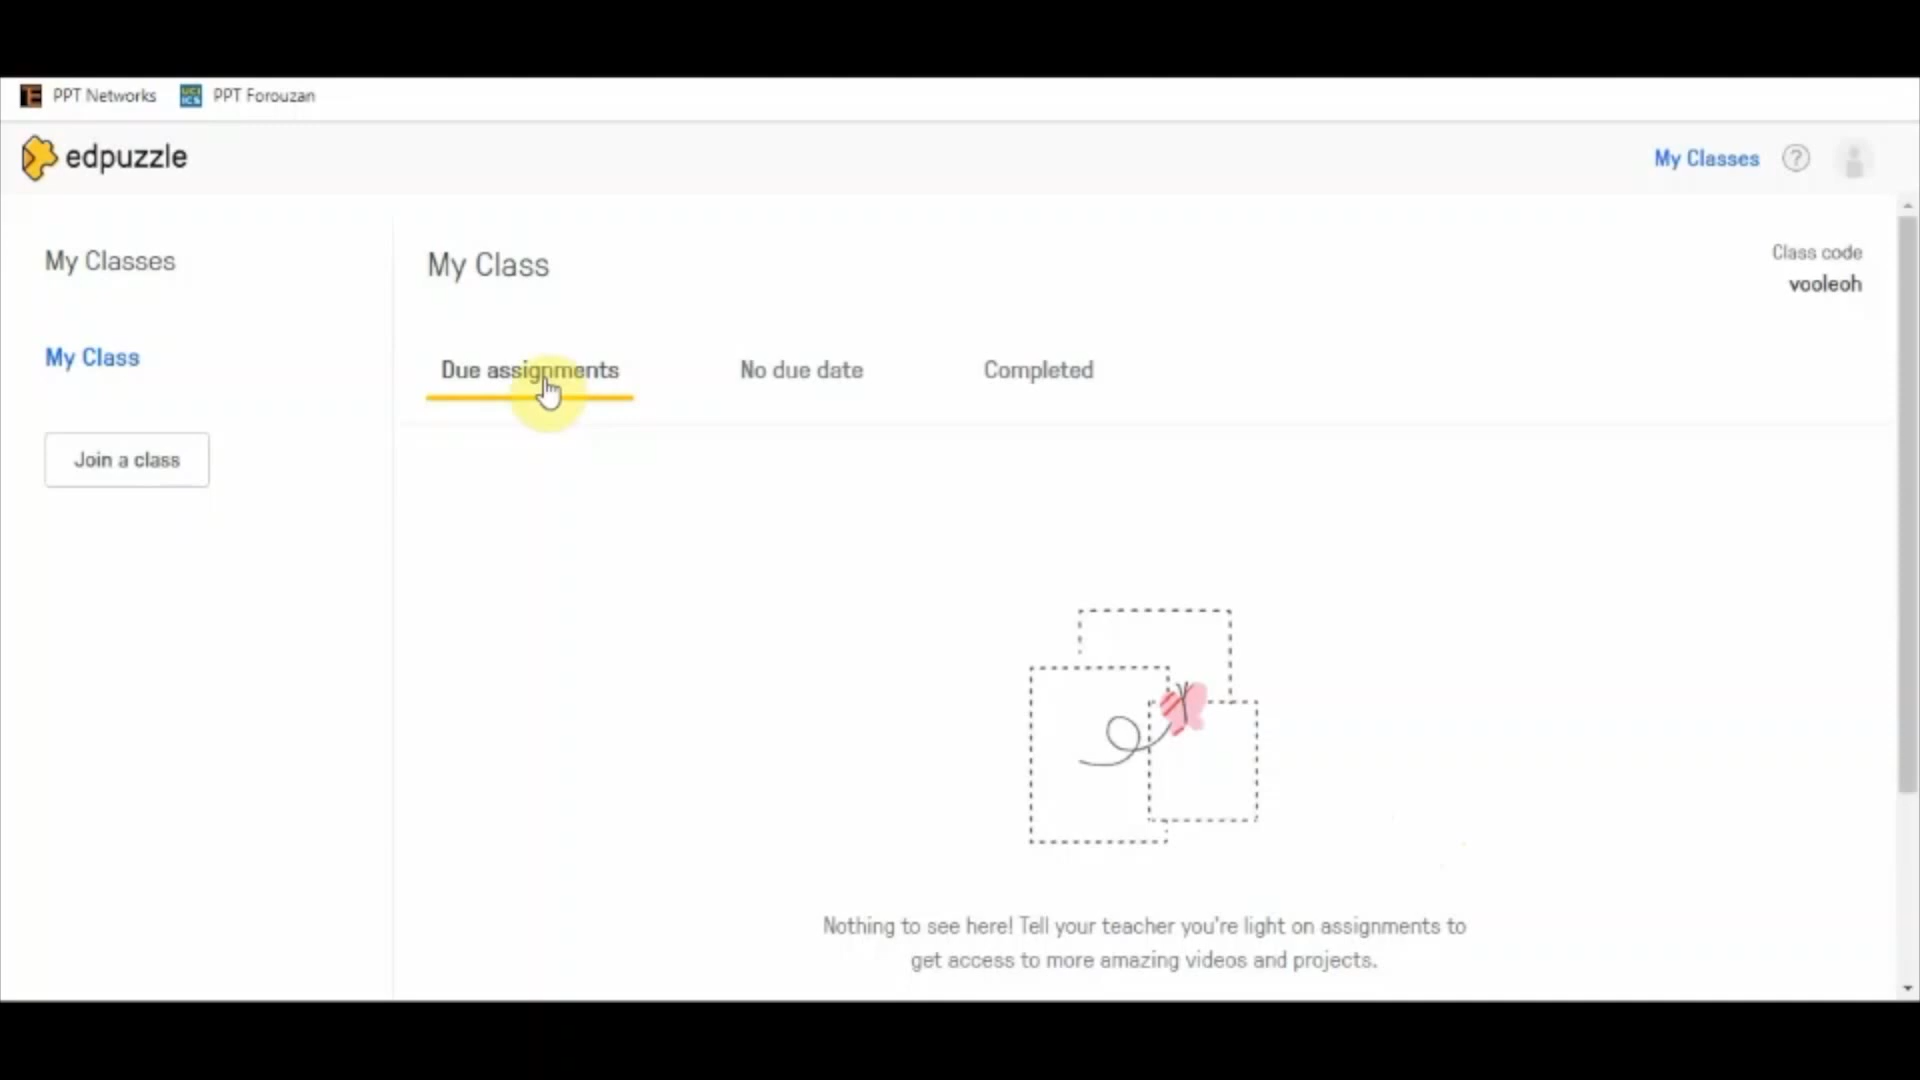 PPT Networks PPT Forouzan
edpuzzle
My Classes
My Classes
My Class
Join a class
My Class
Class code
vooleoh
Due assignments No due date Completed
Nothing to see here! Tell your teacher you're light on assignments to
get access to more amazing videos and projects.